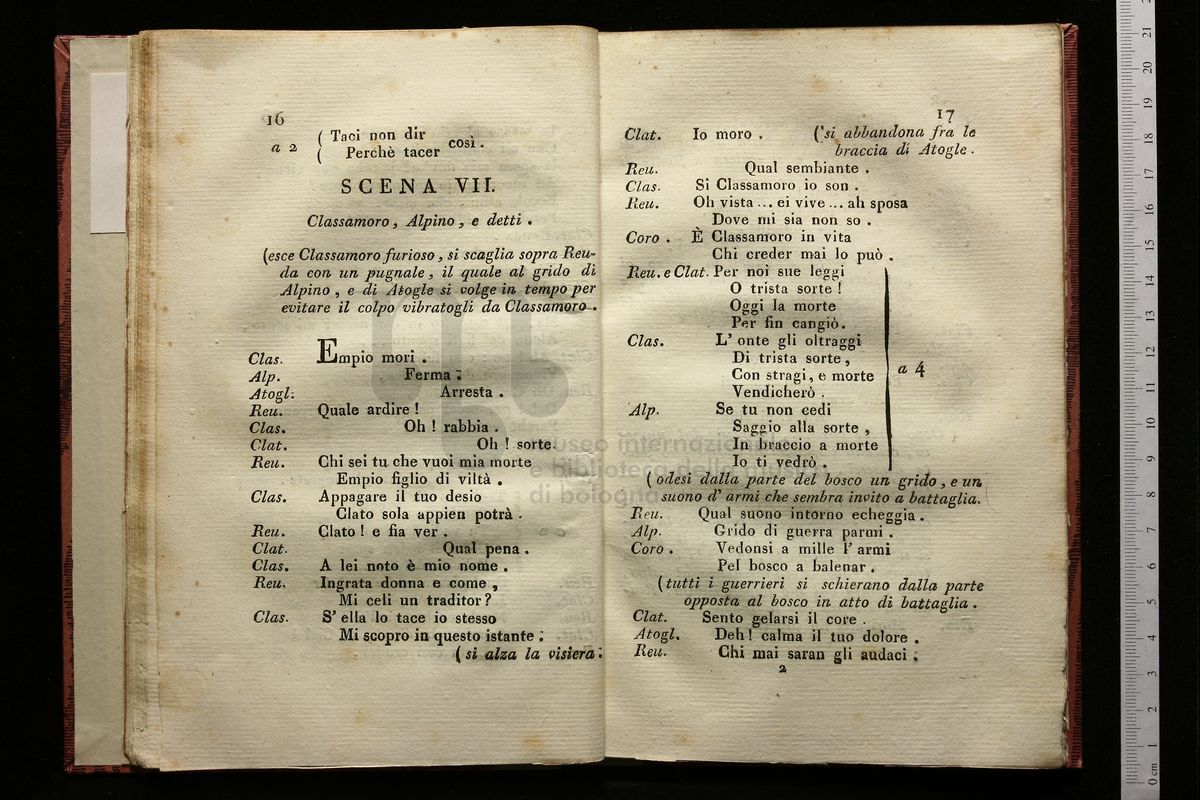 16
a 2 ( Taci non dir
( Perchè tacer così.
SCENA VII.
Classamoro, Alpino, e detti.
(esce Classamoro furioso, si scaglia sopra Reu-
da con un pugnale, il quale al grido di
Alpino, e di Atogle si volge in tempo per
evitare il colpo vibratogli da Classamoro.
Clas. Empio mori.
Alp. Ferma:
Atogl. Arresta.
Reu. Quale ardire!
Clas. Oh! rabbia.
Clat. Oh! sorte.
Reu. Chi sei tu che vuoi mia morte
Empio figlio di viltà.
Clas. Appagare il tuo desio
Clato sola appien potrà.
Reu. Clato! e fia ver.
Clat. Qual pena.
Clas. A lei noto è mio nome.
Reu. Ingrata donna e come,
Mi celi un traditor?
Clas. S' ella lo tace io stesso
Mi scopro in questo istante.
(si alza la visiera.
17
Clat. Io moro. (si abbandona fra le
braccia di Atogle.
Reu. Qual sembiante.
Clas. Si Classamoro io son.
Reu. Oh vista ... ei vive ... ah sposa
Dove mi sia non so.
Coro. È Classamoro in vita
Chi creder mai lo può.
Reu. e Clat. Per noi sue leggi
O trista sorte!
Oggi la morte
Per fin cangiò.
Clas. L' onte gli oltraggi
Di trista sorte,
Con stragi, e morte a 4
Vendicherò.
Alp. Se tu non cedi
Saggio alla sorte,
In braccio a morte
Io ti vedrò.
(odesi dalla parte del bosco un grido, e un
suono d' armi che sembra invito a battaglia.
Reu. Qual suono intorno echeggia.
Alp. Grido di guerra parmi.
Coro. Vedonsi a mille l' armi
Pel bosco a balenar.
(tutti i guerrieri si schierano dalla parte
opposta al bosco in atto di battaglia.
Clat. Sento gelarsi il core.
Atogl. Deh! calma il tuo dolore.
Reu. Chi mai saran gli audaci;
2
museo internazionale
e biblioteca della musica
di bologna